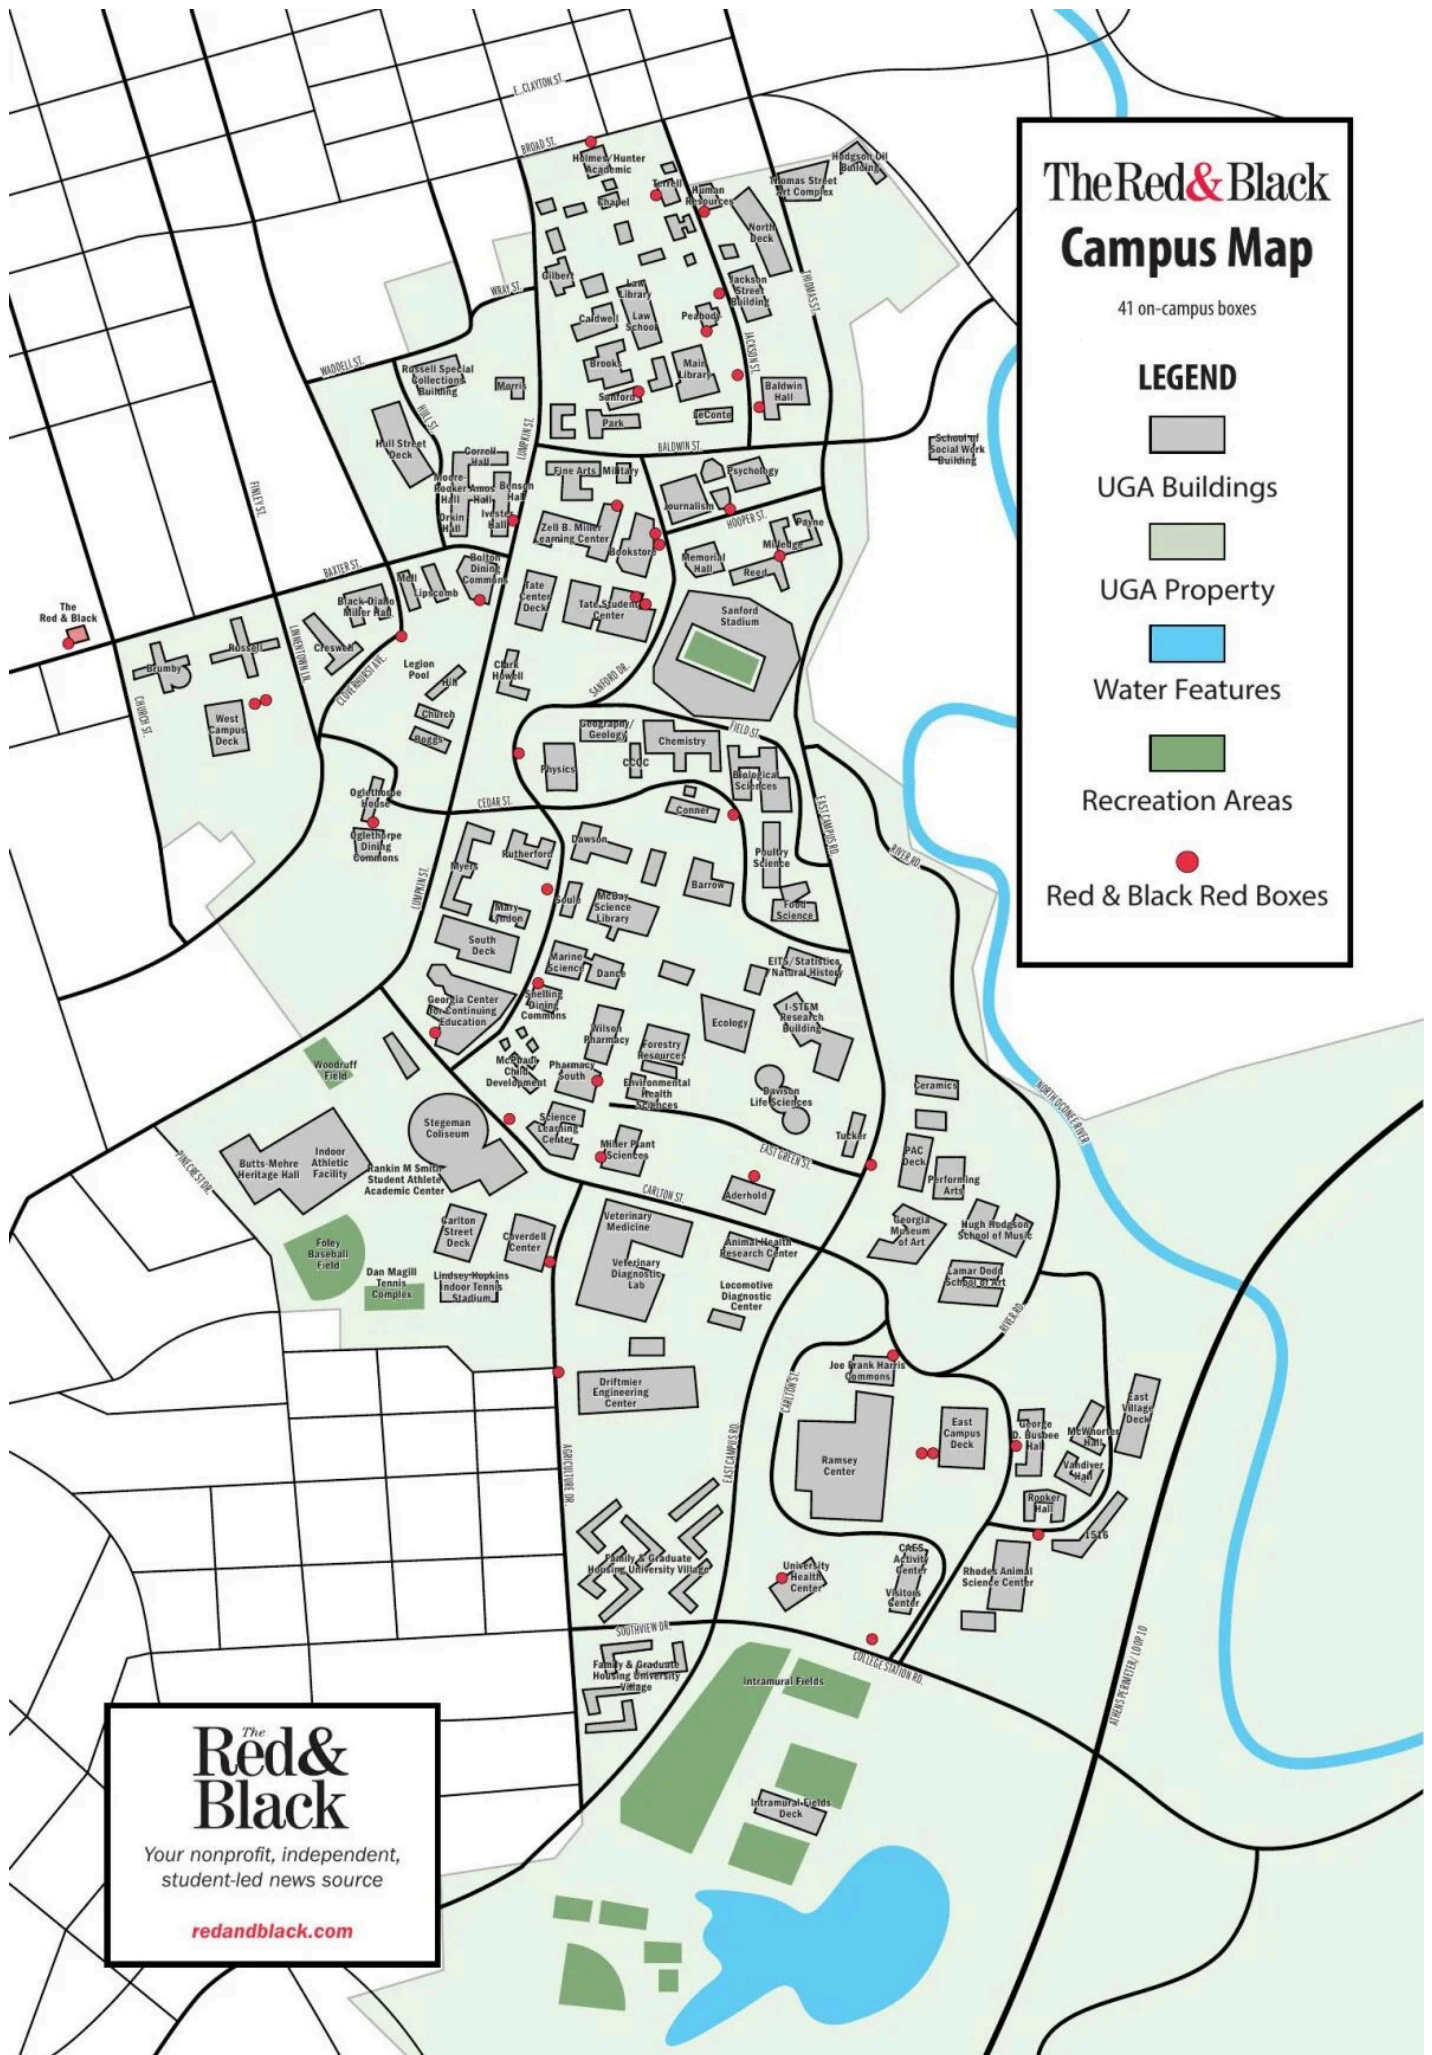 E. CLAYTON ST.
BROAD ST.
Holmes/Hunter
Academic
Hodgson Oil
Building
Thomas Street
Art Complex
Terrell
Human
Resources
Chapel
North
Deck
The Red & Black
Campus Map
41 on-campus boxes
LEGEND
UGA Buildings
UGA Property
Water Features
Recreation Areas
Red & Black Red Boxes
Gilbert
WRAY ST.
Law
Library
Jackson
Street
Building
THOMAS ST.
Caldwell
Law
School
Peabody
JACKSON ST.
WADDELL ST.
Russell Special
Collections
Building
Morris
Brooks
Main
Library
Baldwin
Hall
Sanford
HULL ST.
Park
LeConte
LUMPKIN ST.
Hull Street
Deck
BALDWIN ST.
School of
Social Work
Building
Correll
Hall
Moore-
Rooker
Hall
Amos
Hall
Benson
Hall
Fine Arts
Military
Psychology
FINLEY ST.
Orkin
Hall
Ivester
Hall
Journalism
HOOPER ST.
Zell B. Miller
Learning Center
Bookstore
Payne
Milledge
Memorial
Hall
Reed
BAXTER ST.
Bolton
Dining
Commons
Mell
Lipscomb
Tate
Center
Deck
Tate Student
Center
Sanford
Stadium
The
Red & Black
Black-Diallo
Miller Hall
Creswell
Russell
Brumby
LINNENTOWN LN.
CLOVERHURST AVE.
Legion
Pool
Hill
Clark
Howell
SANFORD DR.
CHURCH ST.
West
Campus
Deck
Church
Boggs
Geography/
Geology
Chemistry
FIELD ST.
Physics
CCRC
Biological
Sciences
Oglethorpe
House
Oglethorpe
Dining
Commons
CEDAR ST.
Conner
EAST CAMPUS RD.
RIVER RD.
Myers
Rutherford
Dawson
Poultry
Science
LUMPKIN ST.
Mary
Lyndon
Soule
McBay
Science
Library
Barrow
Food
Science
South
Deck
Marine
Science
Dance
EITS/Statistics
Natural History
Georgia Center
for Continuing
Education
Snelling
Dining
Commons
Wilson
Pharmacy
Ecology
I-STEM
Research
Building
Forestry
Resources
Woodruff
Field
McPhaul
Child
Development
Pharmacy
South
Environmental
Health
Sciences
Davison
Life Sciences
Ceramics
NORTH OCONEE RIVER
Stegeman
Coliseum
Science
Learning
Center
Miller Plant
Sciences
EAST GREEN ST.
Tucker
PAC
Deck
Performing
Arts
PINECREST DR.
Butts-Mehre
Heritage Hall
Indoor
Athletic
Facility
Rankin M Smith
Student Athlete
Academic Center
CARLTON ST.
Aderhold
Georgia
Museum
of Art
Hugh Hodgson
School of Music
Foley
Baseball
Field
Carlton
Street
Deck
Coverdell
Center
Veterinary
Medicine
Veterinary
Diagnostic
Lab
Animal Health
Research Center
Lamar Dodd
School of Art
Dan Magill
Tennis
Complex
Lindsey Hopkins
Indoor Tennis
Stadium
Locomotive
Diagnostic
Center
RIVER RD.
Driftmier
Engineering
Center
Joe Frank Harris
Commons
CARLTON ST.
East
Village
Deck
AGRICULTURE DR.
EAST CAMPUS RD.
Ramsey
Center
East
Campus
Deck
George
D. Busbee
Hall
McWhorter
Hall
Vandiver
Hall
Rooker
Hall
1516
Family & Graduate
Housing University Village
University
Health
Center
CAES
Activity
Center
Visitors
Center
Rhodes Animal
Science Center
SOUTHVIEW DR.
COLLEGE STATION RD.
ATHENS PERIMETER/ LOOP 10
Family & Graduate
Housing University
Village
Intramural Fields
Intramural Fields
Deck
The
Red&
Black
Your nonprofit, independent,
student-led news source
redandblack.com